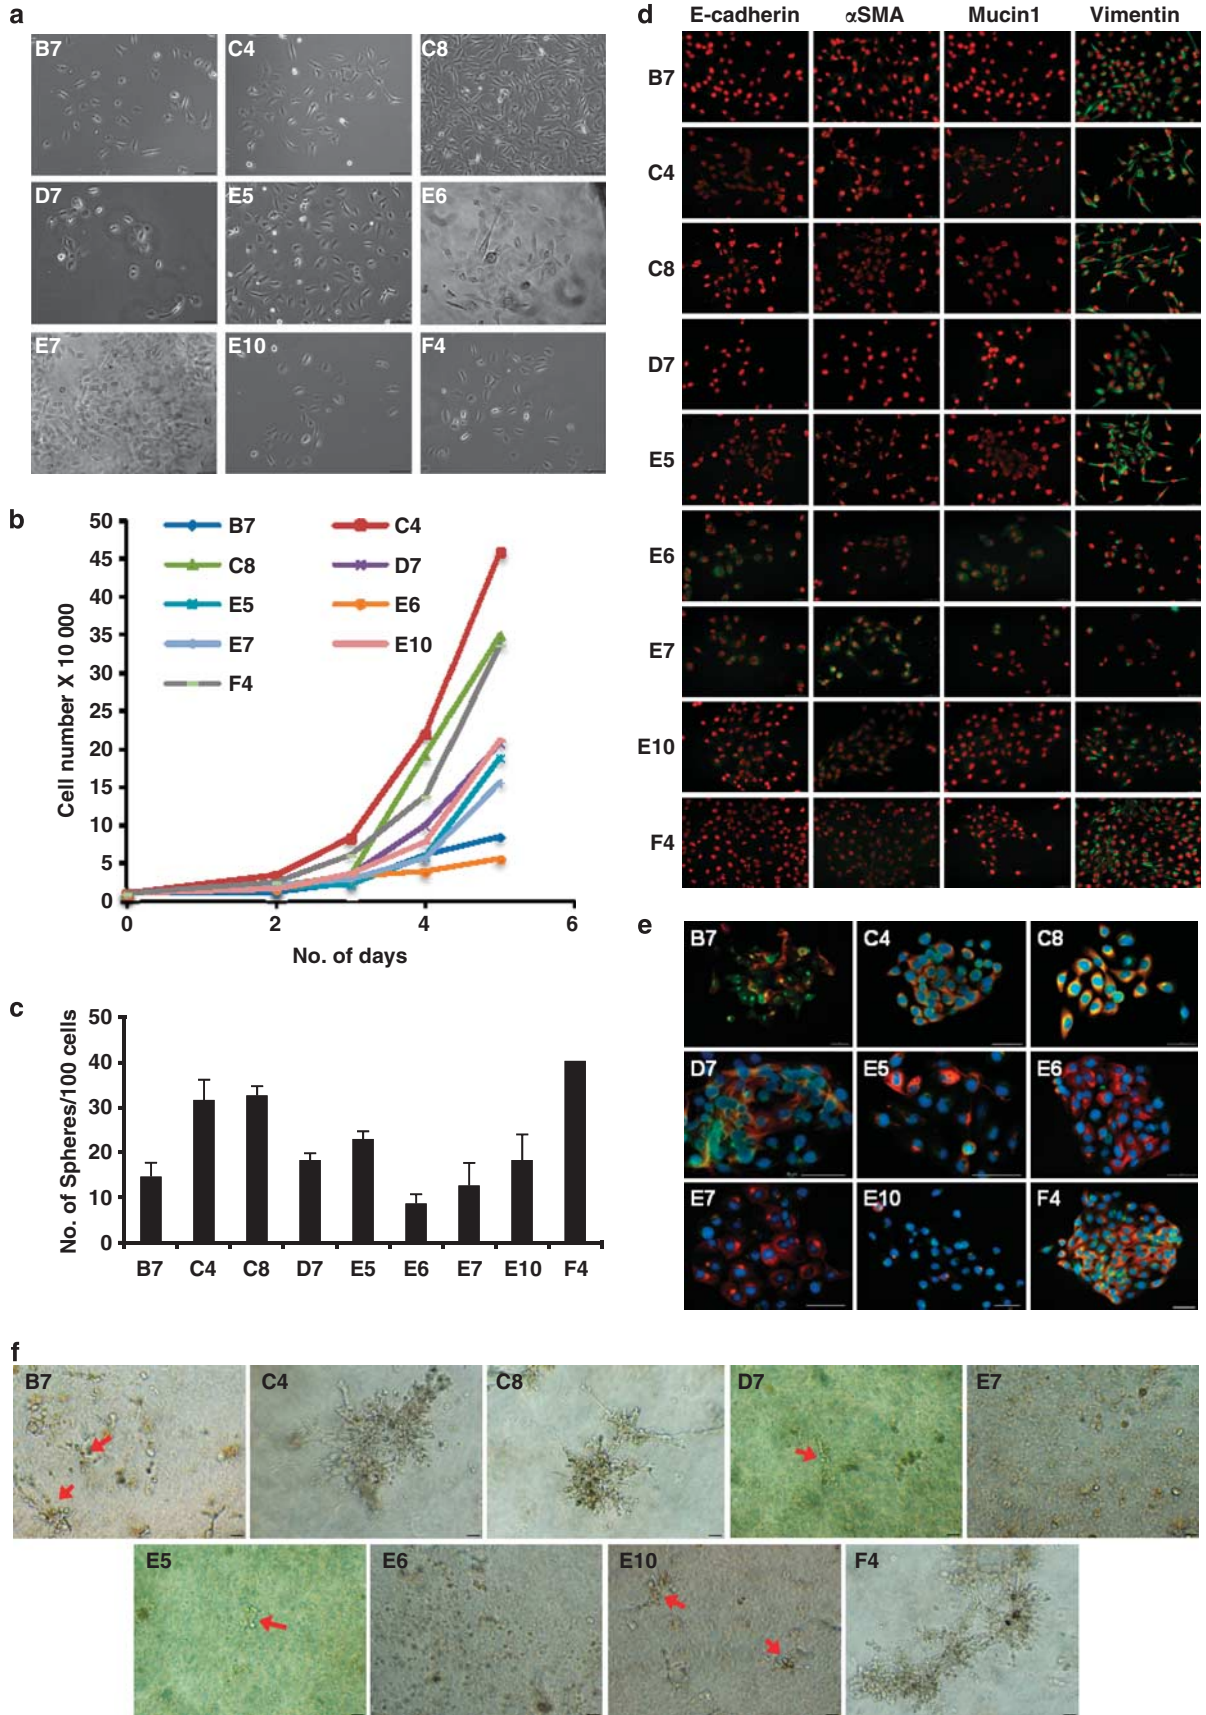 a
B7
C4
C8
D7
E5
E6
E7
E10
F4
b
Cell number X 10 000
50
45
40
35
30
25
20
15
10
5
0
B7
C4
C8
D7
E5
E6
E7
E10
F4
0
2
4
6
No. of days
c
No. of Spheres/100 cells
50
40
30
20
10
0
B7
C4
C8
D7
E5
E6
E7
E10
F4
d
E-cadherin
αSMA
Mucin1
Vimentin
B7
C4
C8
D7
E5
E6
E7
E10
F4
e
B7
C4
C8
D7
E5
E6
E7
E10
F4
f
B7
C4
C8
D7
E7
E5
E6
E10
F4